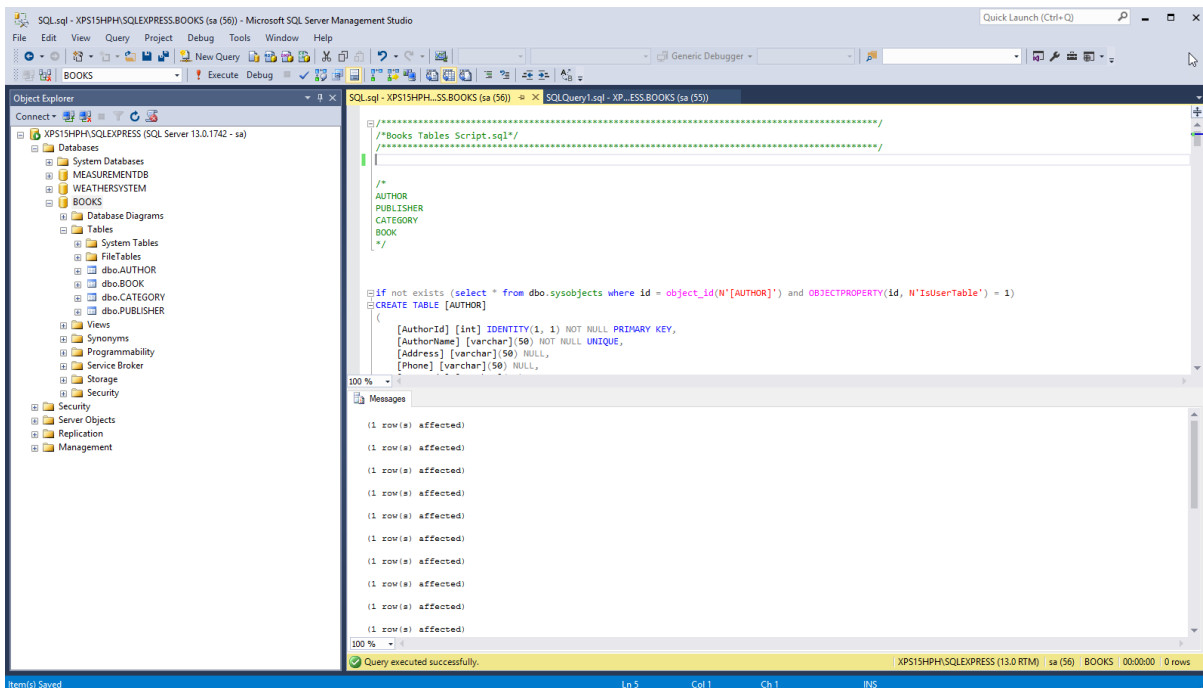 SQL.sql - XPS15HPH\SQLEXPRESS.BOOKS (sa (56)) - Microsoft SQL Server Management Studio
Quick Launch (Ctrl+Q)
File Edit View Query Project Debug Tools Window Help
New Query
Generic Debugger
BOOKS
Execute Debug
Object Explorer
Connect
XPS15HPH\SQLEXPRESS (SQL Server 13.0.1742 - sa)
Databases
System Databases
MEASUREMENTDB
WEATHERSYSTEM
BOOKS
Database Diagrams
Tables
System Tables
FileTables
dbo.AUTHOR
dbo.BOOK
dbo.CATEGORY
dbo.PUBLISHER
Views
Synonyms
Programmability
Service Broker
Storage
Security
Security
Server Objects
Replication
Management
SQL.sql - XPS15HPH...SS.BOOKS (sa (56)) SQLQuery1.sql - XP...ESS.BOOKS (sa (55))
/*Books Tables Script.sql*/
/*
AUTHOR
PUBLISHER
CATEGORY
BOOK
*/
if not exists (select * from dbo.sysobjects where id = object_id(N'[AUTHOR]') and OBJECTPROPERTY(id, N'IsUserTable') = 1)
CREATE TABLE [AUTHOR]
(
[AuthorId] [int] IDENTITY(1, 1) NOT NULL PRIMARY KEY,
[AuthorName] [varchar](50) NOT NULL UNIQUE,
[Address] [varchar](50) NULL,
[Phone] [varchar](50) NULL,
100 %
Messages
(1 row(s) affected)
(1 row(s) affected)
(1 row(s) affected)
(1 row(s) affected)
(1 row(s) affected)
(1 row(s) affected)
(1 row(s) affected)
(1 row(s) affected)
(1 row(s) affected)
(1 row(s) affected)
100 %
Query executed successfully.
XPS15HPH\SQLEXPRESS (13.0 RTM) sa (56) BOOKS 00:00:00 0 rows
Item(s) Saved Ln 5 Col 1 Ch 1 INS